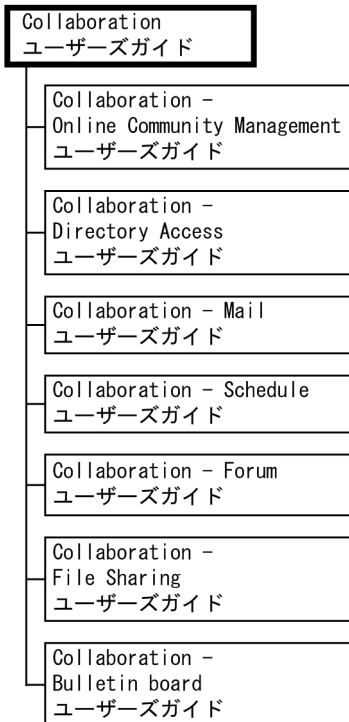 Collaboration
ユーザーズガイド
Collaboration －
Online Community Management
ユーザーズガイド
Collaboration －
Directory Access
ユーザーズガイド
Collaboration － Mail
ユーザーズガイド
Collaboration － Schedule
ユーザーズガイド
Collaboration － Forum
ユーザーズガイド
Collaboration －
File Sharing
ユーザーズガイド
Collaboration －
Bulletin board
ユーザーズガイド